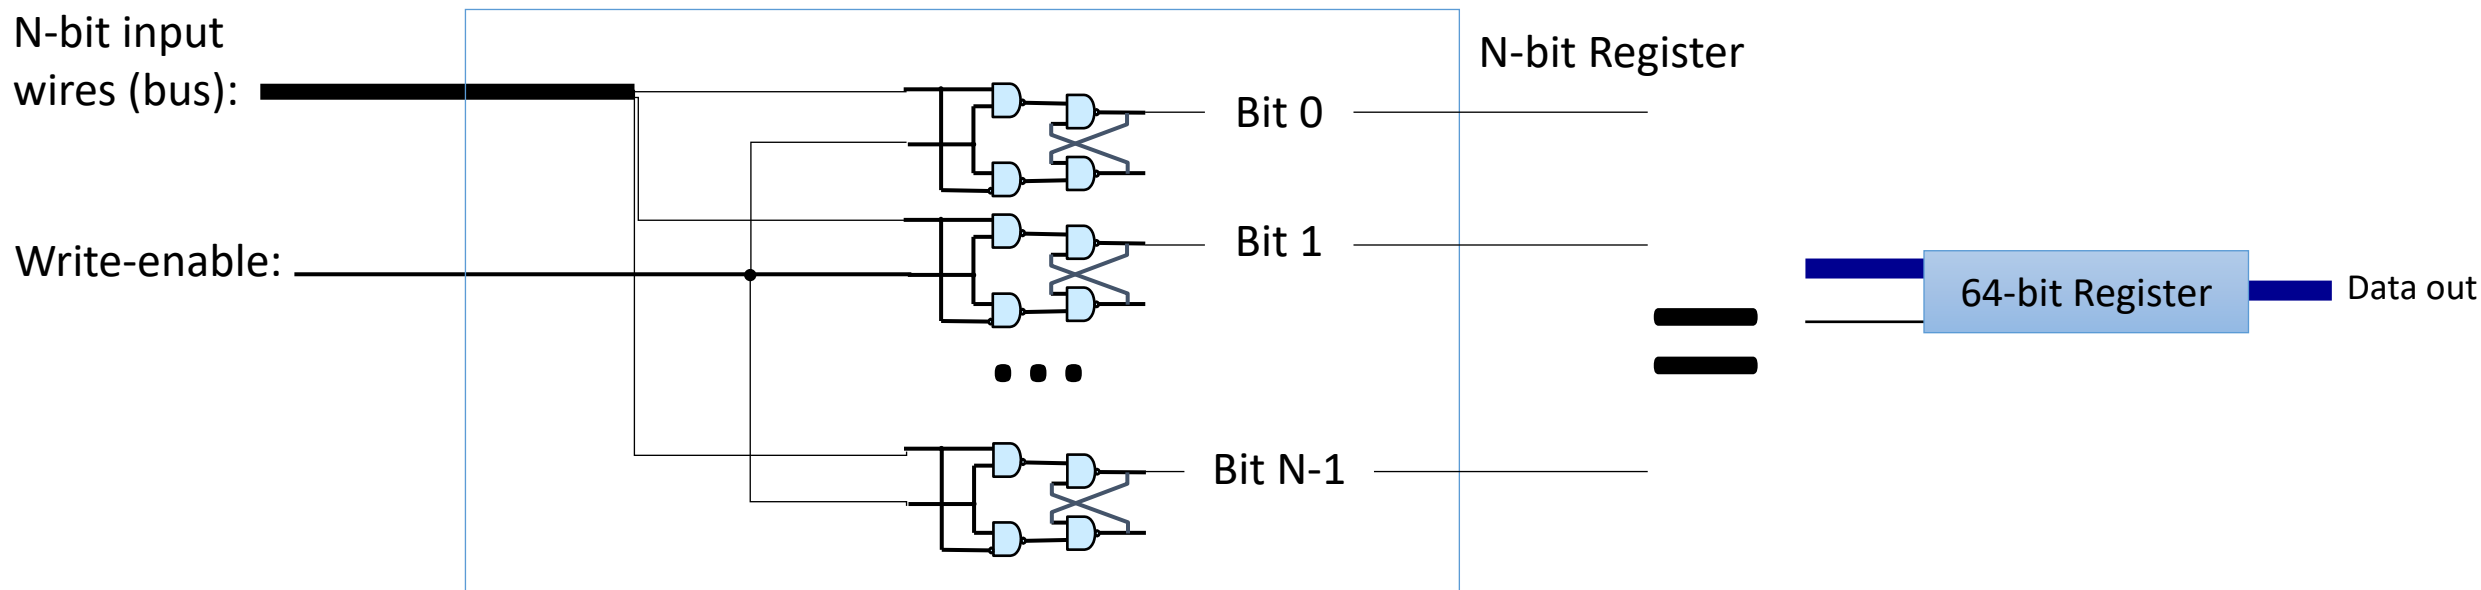 N-bit input
wires (bus):
N-bit Register
Bit 0
Bit 1
Write-enable:
64-bit Register
Data out
Bit N-1